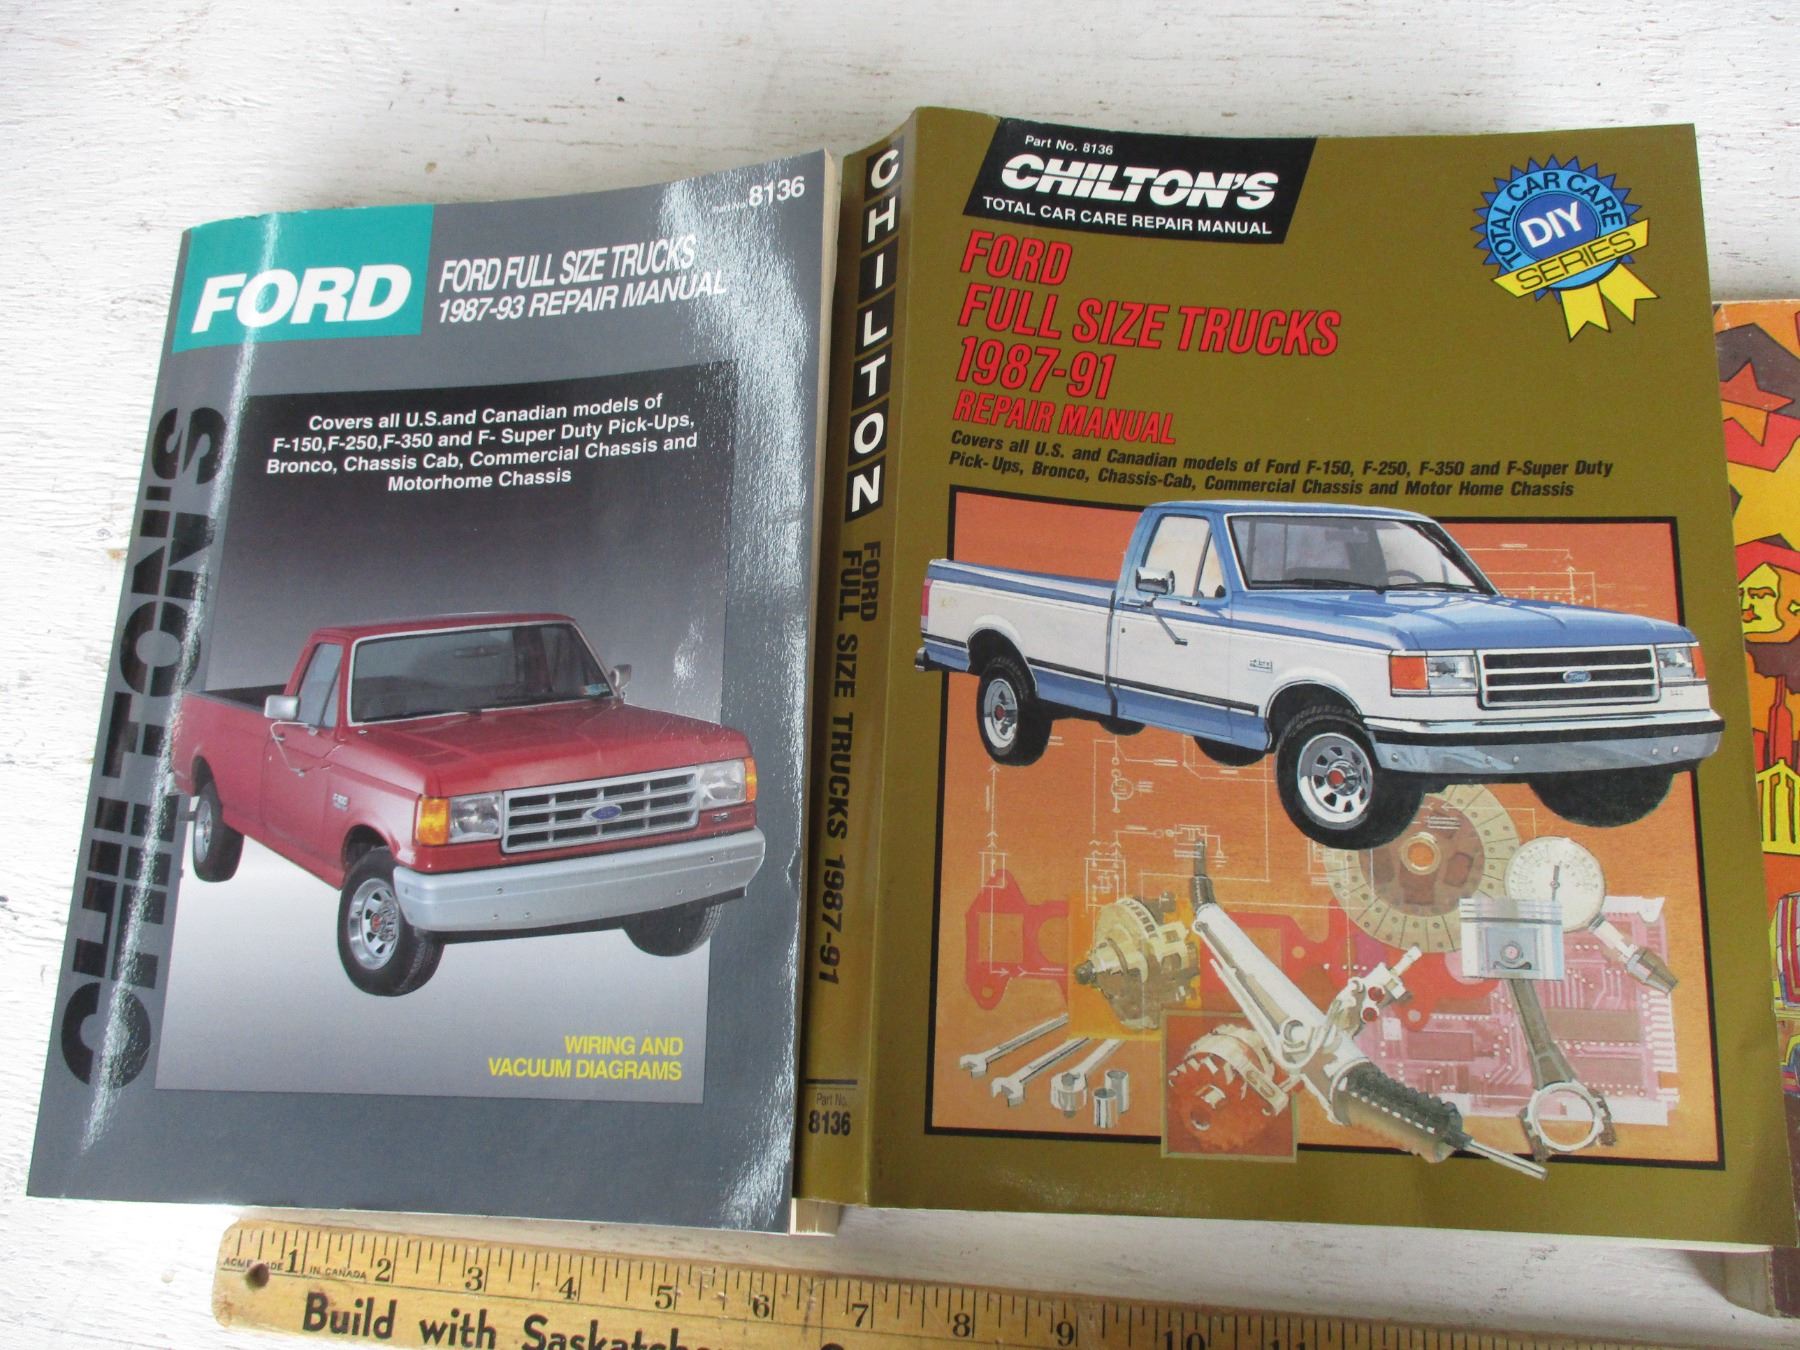 Part No. 8136
FORD
FORD FULL SIZE TRUCKS
1987-93 REPAIR MANUAL
Covers all U.S.and Canadian models of
F-150,F-250,F-350 and F- Super Duty Pick-Ups,
Bronco, Chassis Cab, Commercial Chassis and
Motorhome Chassis
CHILTON'S
Ford
WIRING AND
VACUUM DIAGRAMS
CHILTON
FORD
FULL SIZE TRUCKS 1987-91
Part No.
8136
Part No. 8136
CHILTON'S
TOTAL CAR CARE REPAIR MANUAL
TOTAL CAR CARE
DIY
SERIES
FORD
FULL SIZE TRUCKS
1987-91
REPAIR MANUAL
Covers all U.S. and Canadian models of Ford F-150, F-250, F-350 and F-Super Duty
Pick- Ups, Bronco, Chassis-Cab, Commercial Chassis and Motor Home Chassis
Ford
1 2 3 4 5 6 7 8 9 10 11
ACME MADE IN CANADA
Build with